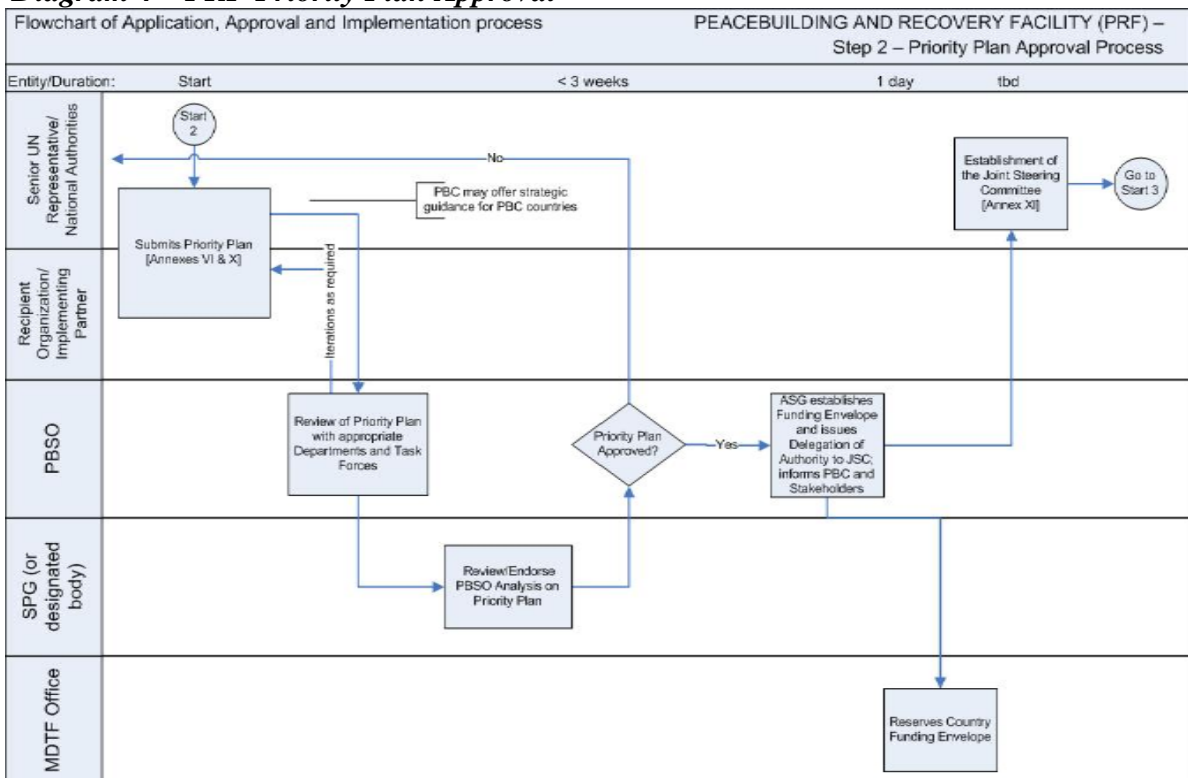 Flowchart of Application, Approval and Implementation process
PEACEBUILDING AND RECOVERY FACILITY (PRF) –
Step 2 – Priority Plan Approval Process
Entity/Duration:
Start
< 3 weeks
1 day
tbd
Senior UN
Representative/
National Authorities
Start
2
No
PBC may offer strategic
guidance for PBC countries
Establishment of
the Joint Steering
Committee
[Annex XI]
Go to
Start 3
Submits Priority Plan
[Annexes VI & X]
Recipient
Organization/
Implementing
Partner
Iterations as required
PBSO
Review of Priority Plan
with appropriate
Departments and Task
Forces
Priority Plan
Approved?
Yes
ASG establishes
Funding Envelope
and issues
Delegation of
Authority to JSC;
informs PBC and
Stakeholders
SPG (or
designated
body)
Review/Endorse
PBSO Analysis on
Priority Plan
MDTF Office
Reserves Country
Funding Envelope